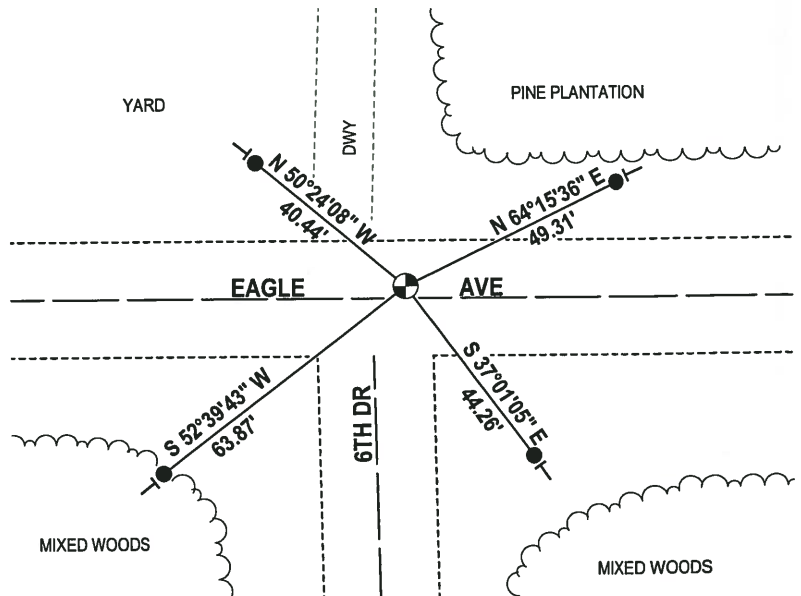 PINE PLANTATION
YARD
DWY
N 50°24'08" W
40.44'
N 64°15'36" E
49.31'
EAGLE AVE
S 52°39'43" W
63.87'
S 37°01'05" E
44.26'
6TH DR
MIXED WOODS
MIXED WOODS